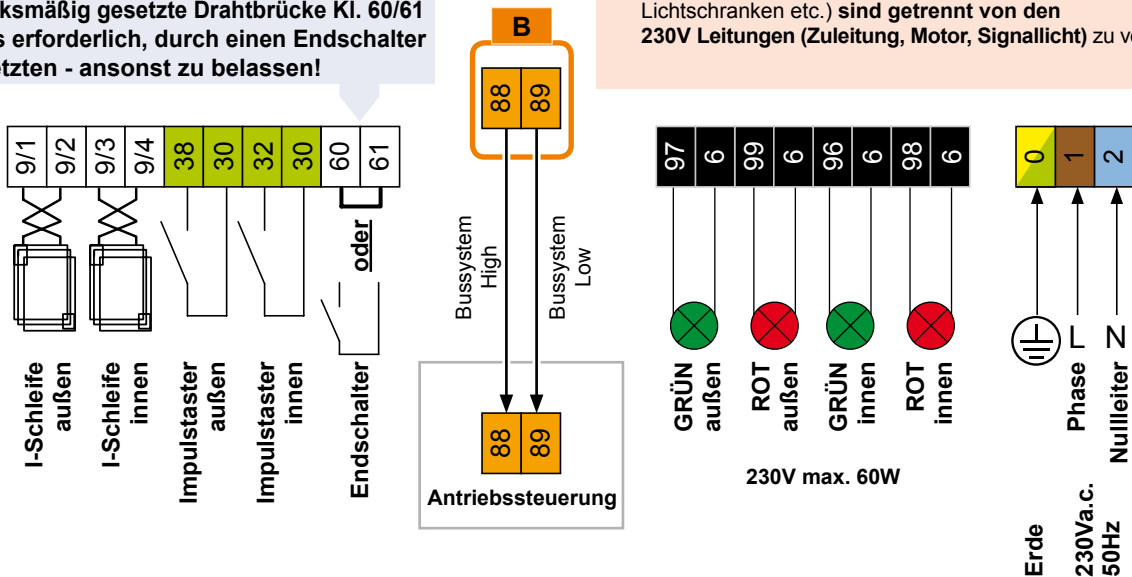 ksmäßig gesetzte Drahtbrücke Kl. 60/61
s erforderlich, durch einen Endschalter
etzten - ansonst zu belassen!
B
Lichtschranken etc.) sind getrennt von den
230V Leitungen (Zuleitung, Motor, Signallicht) zu v
88 89
9/1 9/2 9/3 9/4 38 30 32 30 60 61
97 6 99 6 96 6 98 6
0 1 2
oder
Bussystem
High
Bussystem
Low
L N
I-Schleife
außen
I-Schleife
innen
Impulstaster
außen
Impulstaster
innen
Endschalter
88 89
Antriebssteuerung
GRÜN
außen
ROT
außen
GRÜN
innen
ROT
innen
230V max. 60W
Phase
Nullleiter
Erde
230Va.c.
50Hz